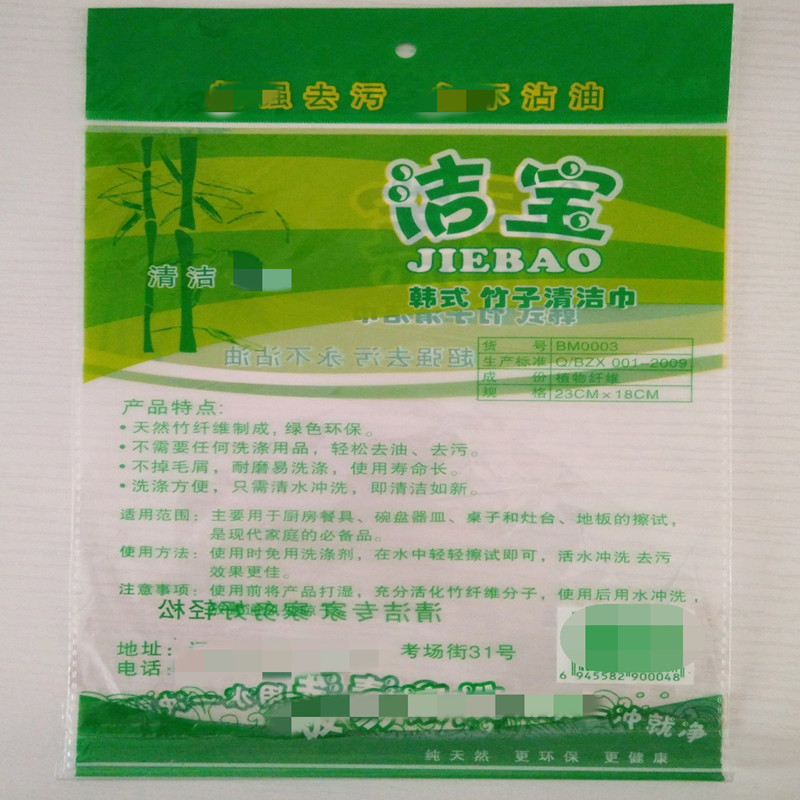 强去污 不沾油
洁宝
JIEBAO
清洁
韩式 竹子清洁巾
超强去污 永不沾油
货 号 BM0003
生产标准 Q/BZX 001-2009
成 份 植物纤维
规 格 23CM×18CM
产品特点:
•天然竹纤维制成,绿色环保。
•不需要任何洗涤用品,轻松去油、去污。
•不掉毛屑,耐磨易洗涤,使用寿命长。
•洗涤方便,只需清水冲洗,即清洁如新。
适用范围:主要用于厨房餐具、碗盘器皿、桌子和灶台、地板的擦试,
是现代家庭的必备品。
使用方法:使用时免用洗涤剂,在水中轻轻擦试即可,活水冲洗 去污
效果更佳。
注意事项:使用前将产品打湿,充分活化竹纤维分子,使用后用水冲洗,
清洁专家 家务好轻松
地址: 考场街31号
电话:
6 945582 900048
冲就净
纯天然 更环保 更健康